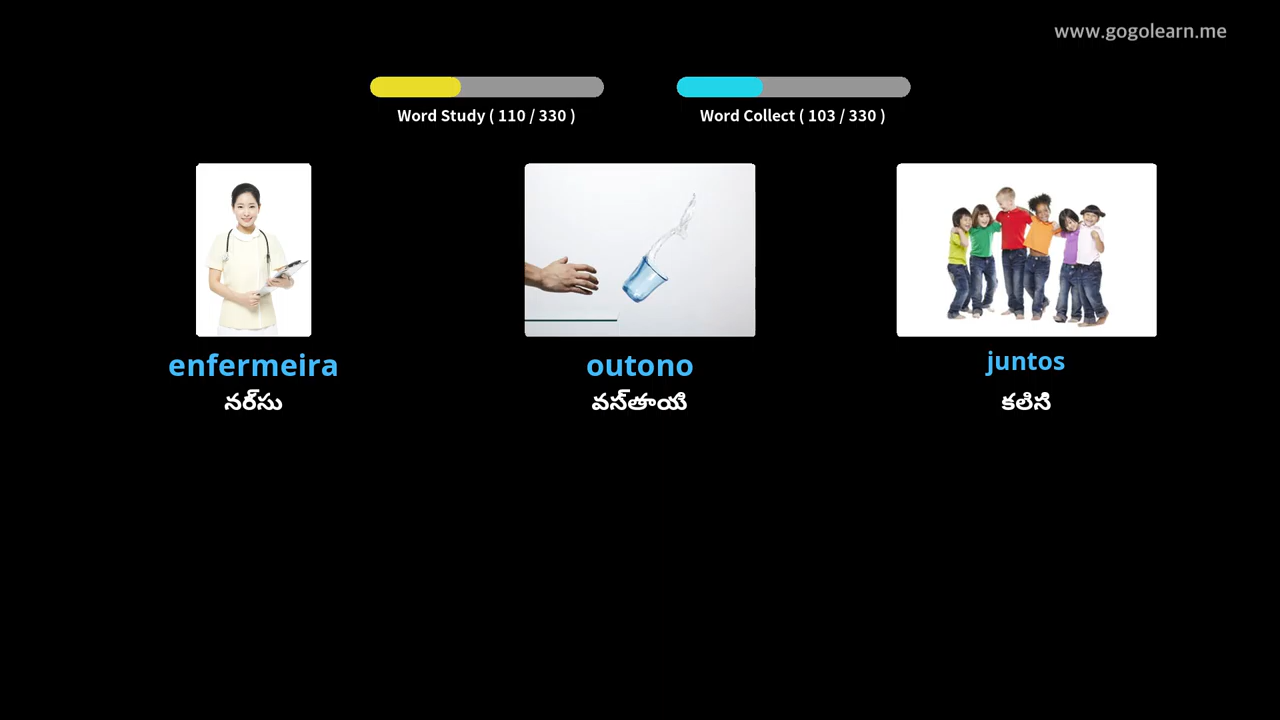 www.gogolearn.me
Word Study ( 110 / 330 )
Word Collect ( 103 / 330 )
enfermeira
outono
juntos
నర్‌సు
వస్‌తాయి
కలిసి